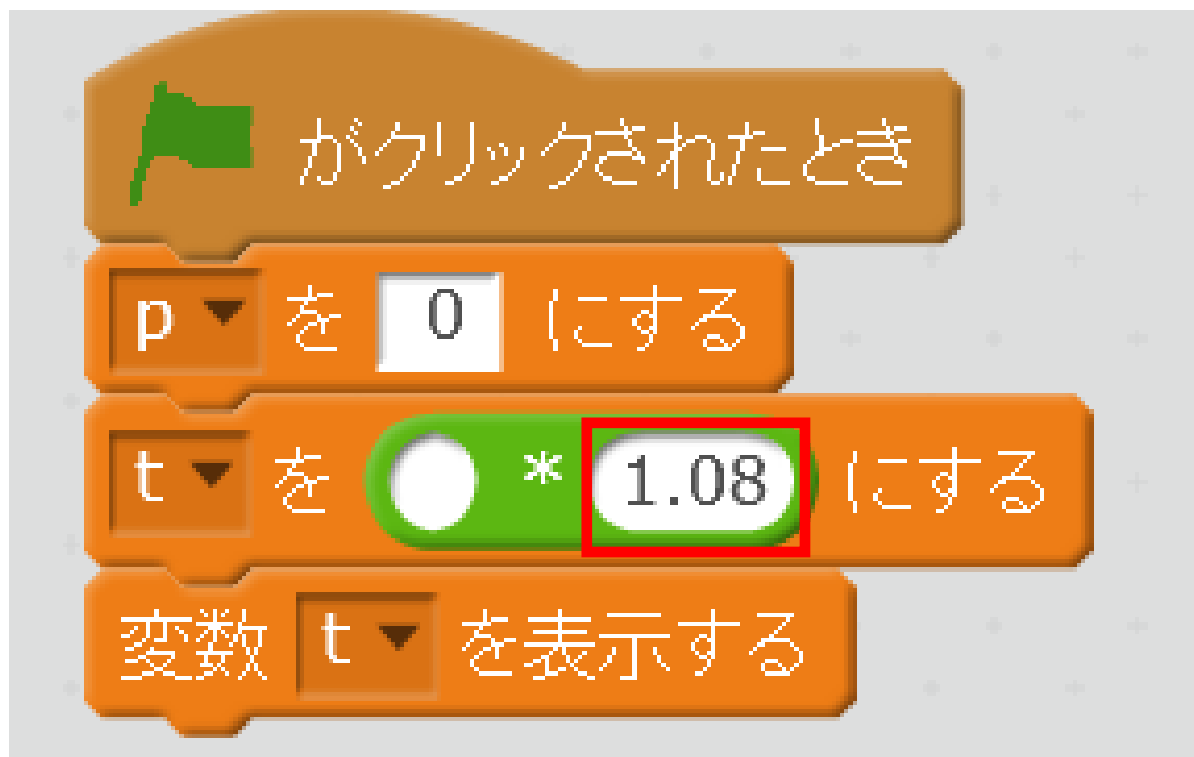 がクリックされたとき
p を 0 にする
t を * 1.08 にする
変数 t を表示する